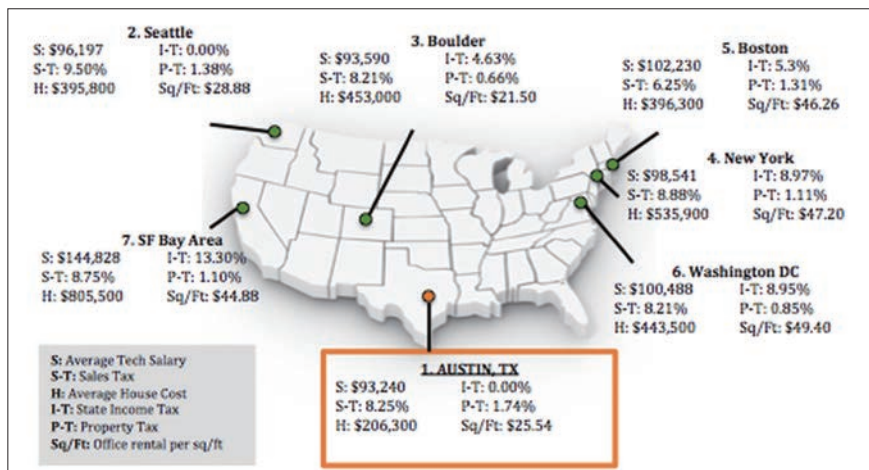 2. Seattle
S: $96,197 I-T: 0.00%
S-T: 9.50% P-T: 1.38%
H: $395,800 Sq/Ft: $28.88
3. Boulder
S: $93,590 I-T: 4.63%
S-T: 8.21% P-T: 0.66%
H: $453,000 Sq/Ft: $21.50
5. Boston
S: $102,230 I-T: 5.3%
S-T: 6.25% P-T: 1.31%
H: $396,300 Sq/Ft: $46.26
4. New York
S: $98,541 I-T: 8.97%
S-T: 8.88% P-T: 1.11%
H: $535,900 Sq/Ft: $47.20
7. SF Bay Area
S: $144,828 I-T: 13.30%
S-T: 8.75% P-T: 1.10%
H: $805,500 Sq/Ft: $44.88
6. Washington DC
S: $100,488 I-T: 8.95%
S-T: 8.21% P-T: 0.85%
H: $443,500 Sq/Ft: $49.40
1. AUSTIN, TX
S: $93,240 I-T: 0.00%
S-T: 8.25% P-T: 1.74%
H: $206,300 Sq/Ft: $25.54
S: Average Tech Salary
S-T: Sales Tax
H: Average House Cost
I-T: State Income Tax
P-T: Property Tax
Sq/Ft: Office rental per sq/ft